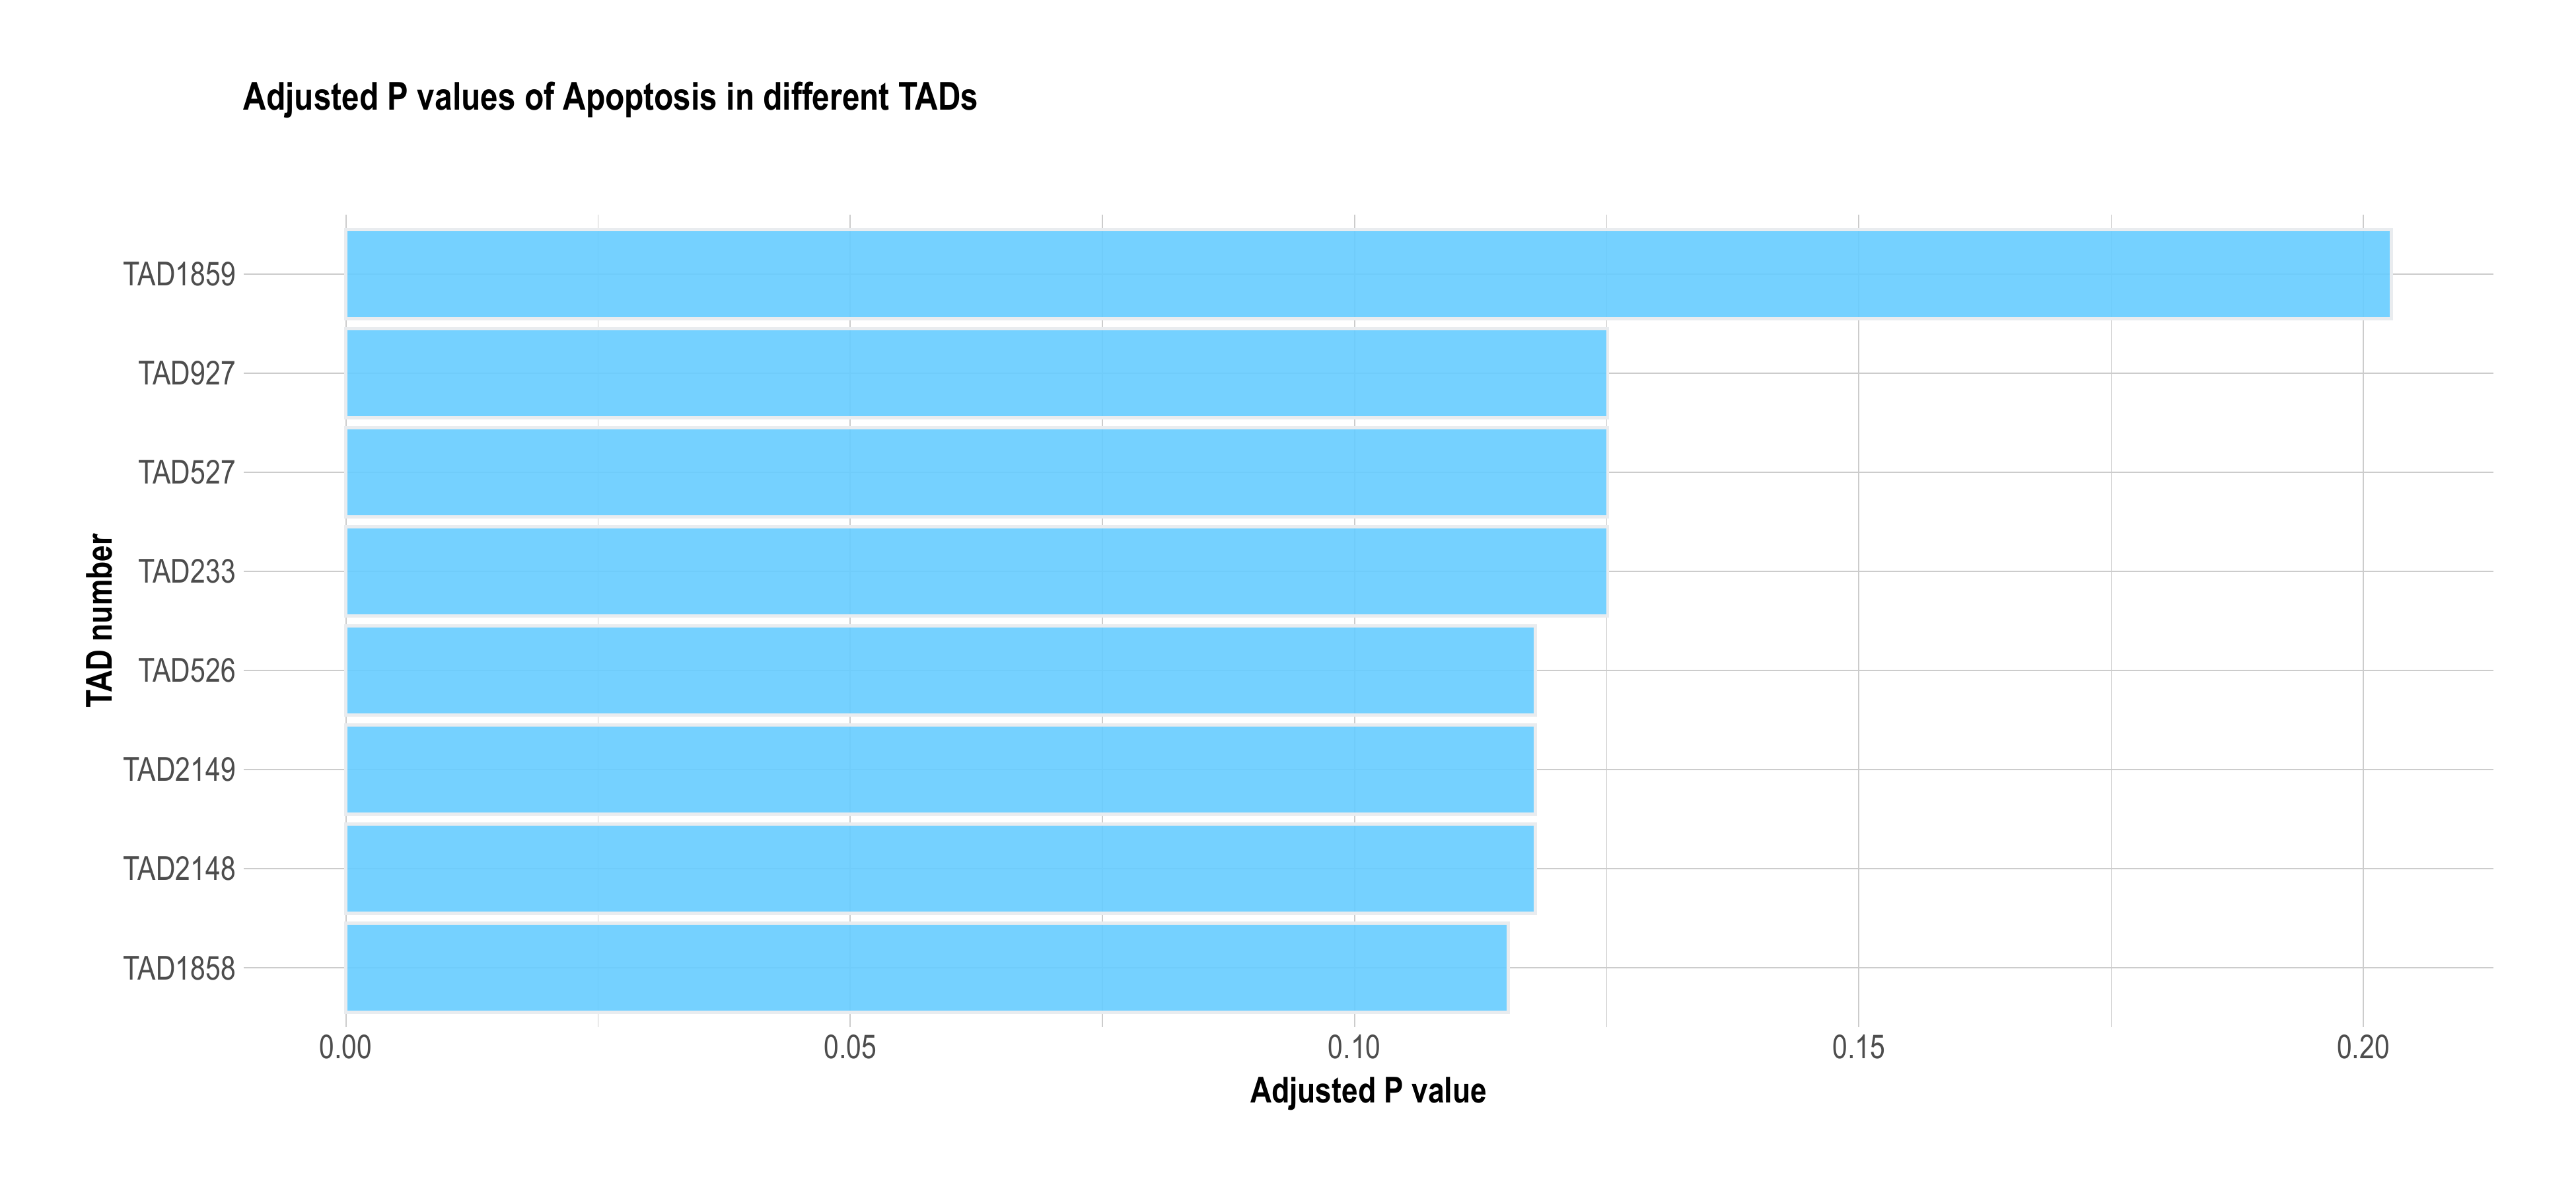 Adjusted P values of Apoptosis in different TADs
TAD number
TAD1859
TAD927
TAD527
TAD233
TAD526
TAD2149
TAD2148
TAD1858
0.00 0.05 0.10 0.15 0.20
Adjusted P value